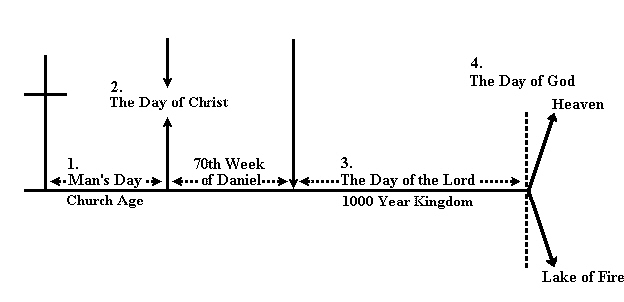 4.
The Day of God
Heaven
2.
The Day of Christ
1.
Man's Day
Church Age
70th Week
of Daniel
3.
The Day of the Lord
1000 Year Kingdom
Lake of Fire